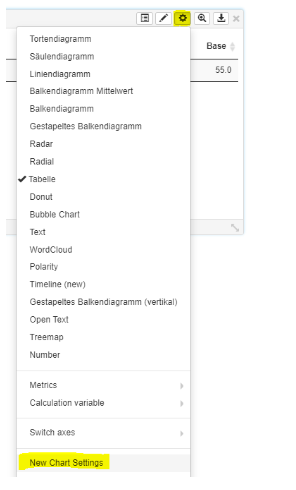 Base
55.0
Tortendiagramm
Säulendiagramm
Liniendiagramm
Balkendiagramm Mittelwert
Balkendiagramm
Gestapeltes Balkendiagramm
Radar
Radial
Tabelle
Donut
Bubble Chart
Text
WordCloud
Polarity
Timeline (new)
Gestapeltes Balkendiagramm (vertikal)
Open Text
Treemap
Number
Metrics
Calculation variable
Switch axes
New Chart Settings